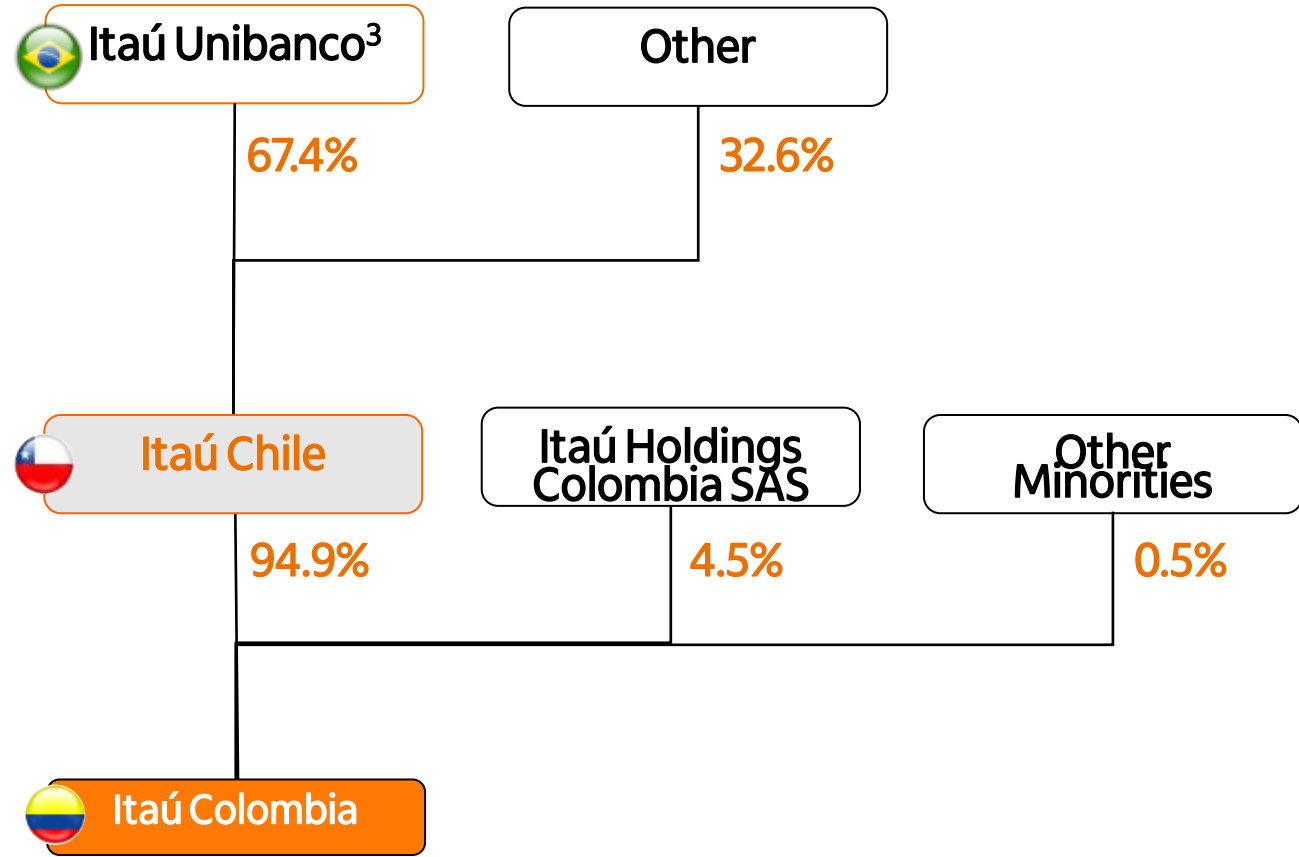 Itaú Unibanco³
Other
67.4%
32.6%
Itaú Chile
Itaú Holdings
Colombia SAS
Other
Minorities
94.9%
4.5%
0.5%
Itaú Colombia